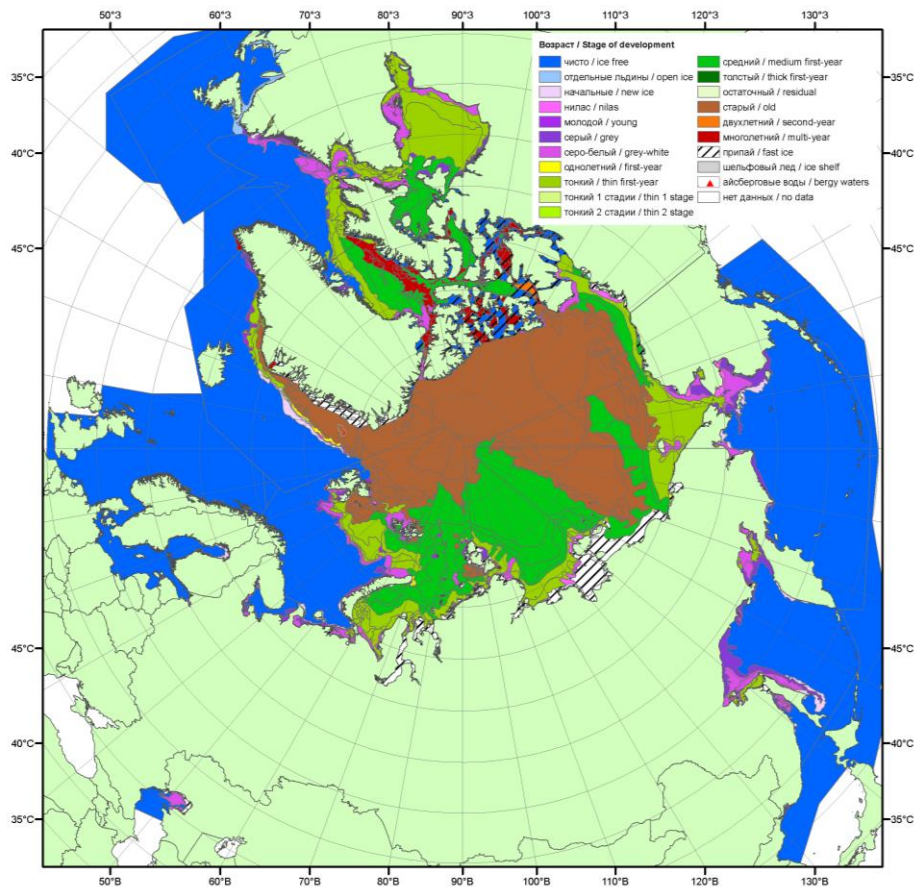 50°З 60°З 70°З 80°З 90°З 100°З 110°З 120°З 130°З
Возраст / Stage of development
чисто / ice free
отдельные льдины / open ice
начальные / new ice
нилас / nilas
молодой / young
серый / grey
серо-белый / grey-white
однолетний / first-year
тонкий / thin first-year
тонкий 1 стадии / thin 1 stage
тонкий 2 стадии / thin 2 stage
средний / medium first-year
толстый / thick first-year
остаточный / residual
старый / old
двухлетний / second-year
многолетний / multi-year
припай / fast ice
шельфовый лед / ice shelf
айсберговые воды / bergy waters
нет данных / no data
35°С 35°С
40°С 40°С
45°С 45°С
45°С 45°С
40°С 40°С
35°С 35°С
50°В 60°В 70°В 80°В 90°В 100°В 110°В 120°В 130°В